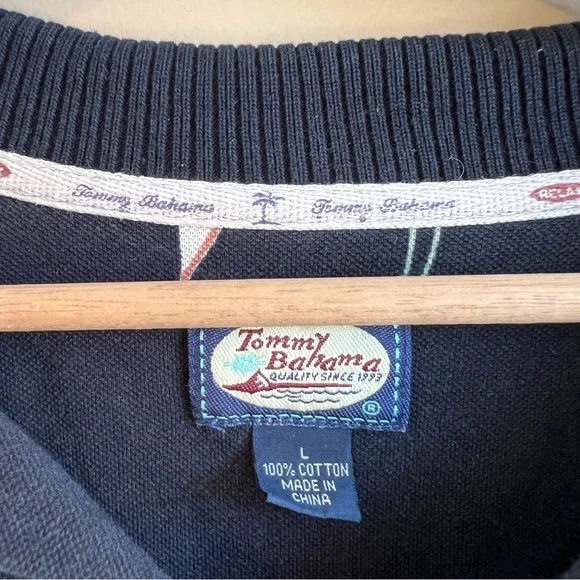 Tommy Bahama Tommy Bahama RELAX
Tommy
Bahama
QUALITY SINCE 1993
®
L
100% COTTON
MADE IN
CHINA